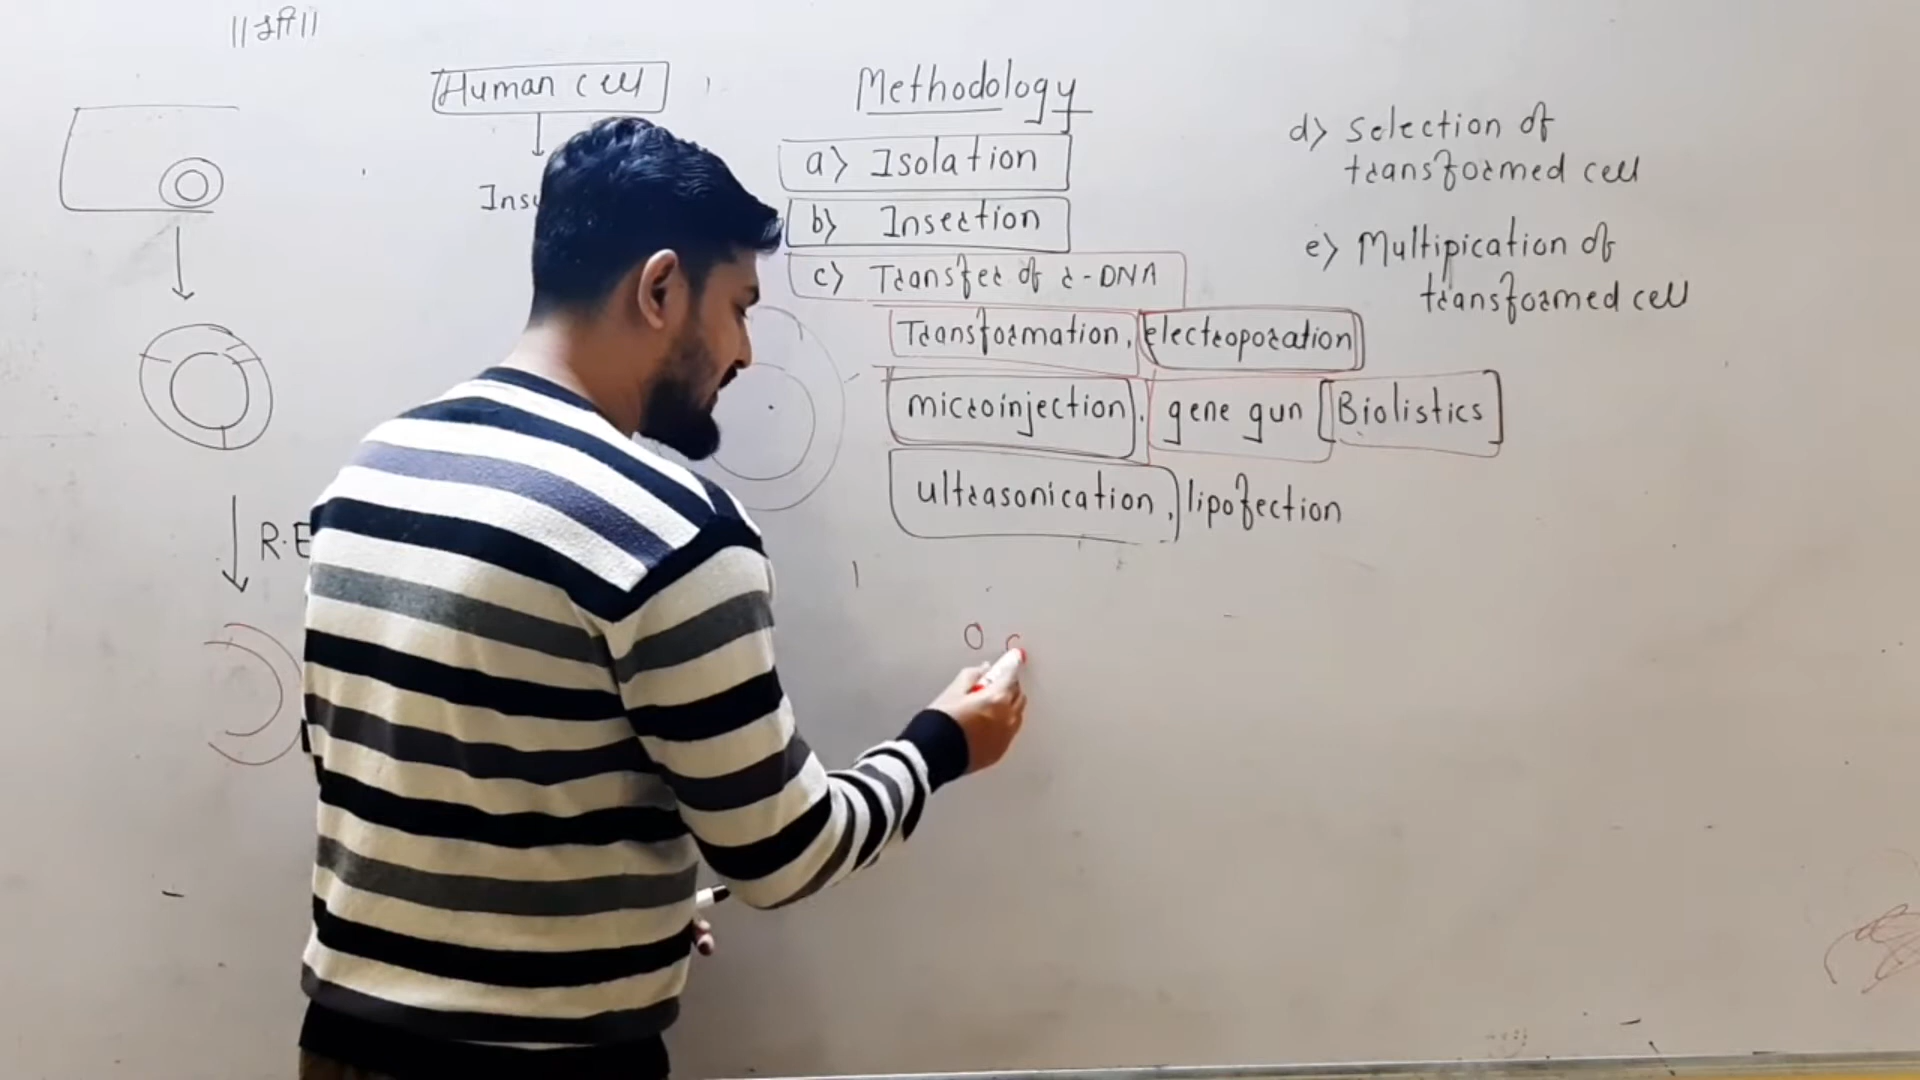 ||श्री||
Human cell
Methodology
a) Isolation
b) Insertion
c) Transfer of r-DNA
Transformation, electroporation
microinjection, gene gun [Biolistics]
ultrasonication, lipofection
d) Selection of
transformed cell
e) Multipication of
transformed cell